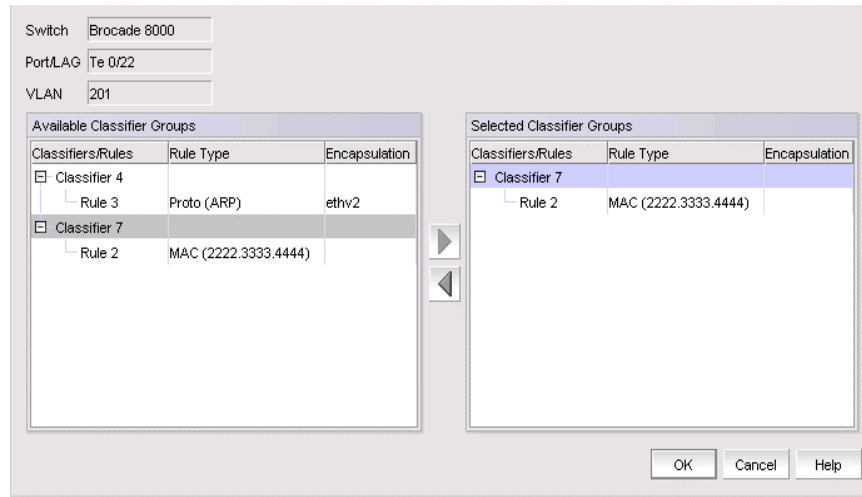 Switch Brocade 8000
Port/LAG Te 0/22
VLAN 201
Available Classifier Groups
Classifiers/Rules Rule Type Encapsulation
Classifier 4
Rule 3 Proto (ARP) ethv2
Classifier 7
Rule 2 MAC (2222.3333.4444)
Selected Classifier Groups
Classifiers/Rules Rule Type Encapsulation
Classifier 7
Rule 2 MAC (2222.3333.4444)
OK Cancel Help